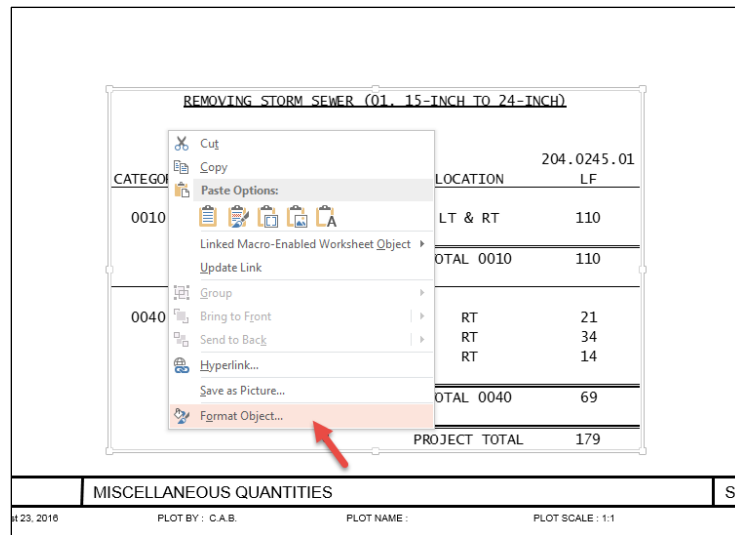 REMOVING STORM SEWER (01. 15-INCH TO 24-INCH)
204.0245.01
CATEGOR LOCATION LF
0010 LT & RT 110
OTAL 0010 110
0040 RT 21
RT 34
RT 14
OTAL 0040 69
PROJECT TOTAL 179
Cut
Copy
Paste Options:
Linked Macro-Enabled Worksheet Object
Update Link
Group
Bring to Front
Send to Back
Hyperlink...
Save as Picture...
Format Object...
MISCELLANEOUS QUANTITIES S
st 23, 2016 PLOT BY : C.A.B. PLOT NAME : PLOT SCALE : 1:1